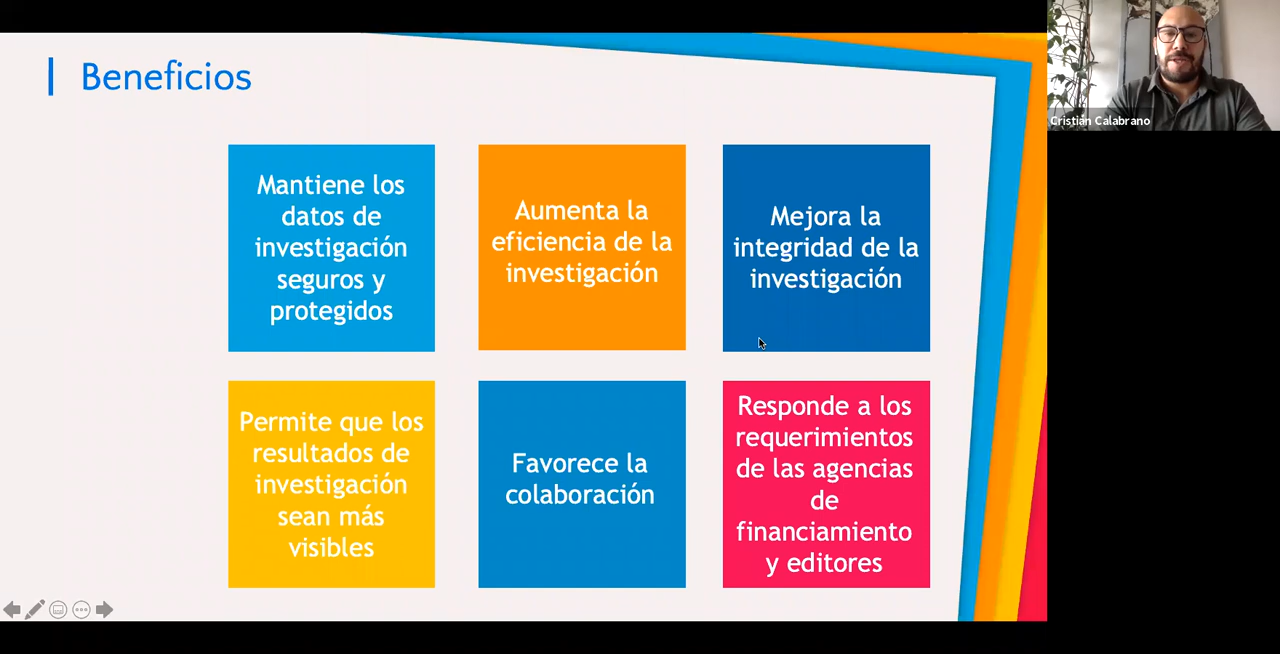 Beneficios
Mantiene los
datos de
investigación
seguros y
protegidos
Aumenta la
eficiencia de la
investigación
Mejora la
integridad de la
investigación
Permite que los
resultados de
investigación
sean más
visibles
Favorece la
colaboración
Responde a los
requerimientos
de las agencias
de
financiamiento
y editores
Cristian Calabrano